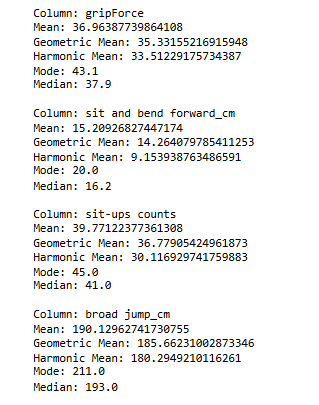 Column: gripForce
Mean: 36.96387739864108
Geometric Mean: 35.33155216915948
Harmonic Mean: 33.51229175734387
Mode: 43.1
Median: 37.9
Column: sit and bend forward_cm
Mean: 15.20926827447174
Geometric Mean: 14.264079785411253
Harmonic Mean: 9.153938763486591
Mode: 20.0
Median: 16.2
Column: sit-ups counts
Mean: 39.77122377361308
Geometric Mean: 36.77905424961873
Harmonic Mean: 30.116929741759883
Mode: 45.0
Median: 41.0
Column: broad jump_cm
Mean: 190.12962741730755
Geometric Mean: 185.66231002873346
Harmonic Mean: 180.2949210116261
Mode: 211.0
Median: 193.0